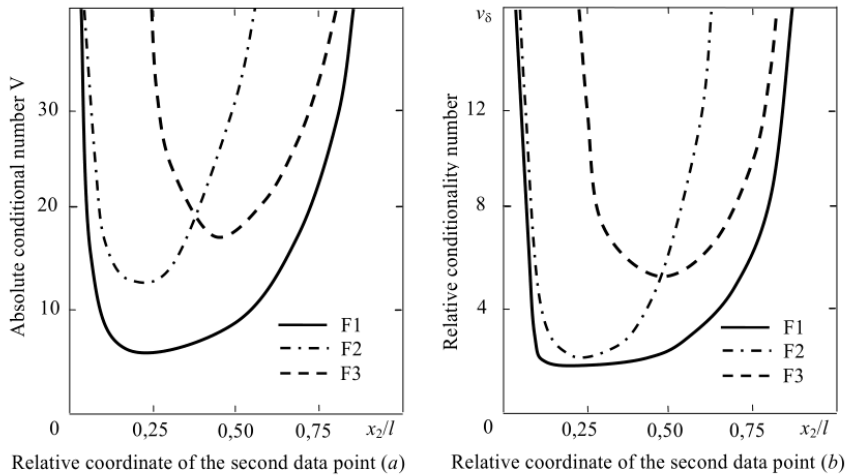 Absolute conditional number V
30
20
10
0
0,25
0,50
0,75
x₂/l
F1
F2
F3
Relative coordinate of the second data point (a)
Relative conditionality number
νδ
12
8
4
0
0,25
0,50
0,75
x₂/l
F1
F2
F3
Relative coordinate of the second data point (b)